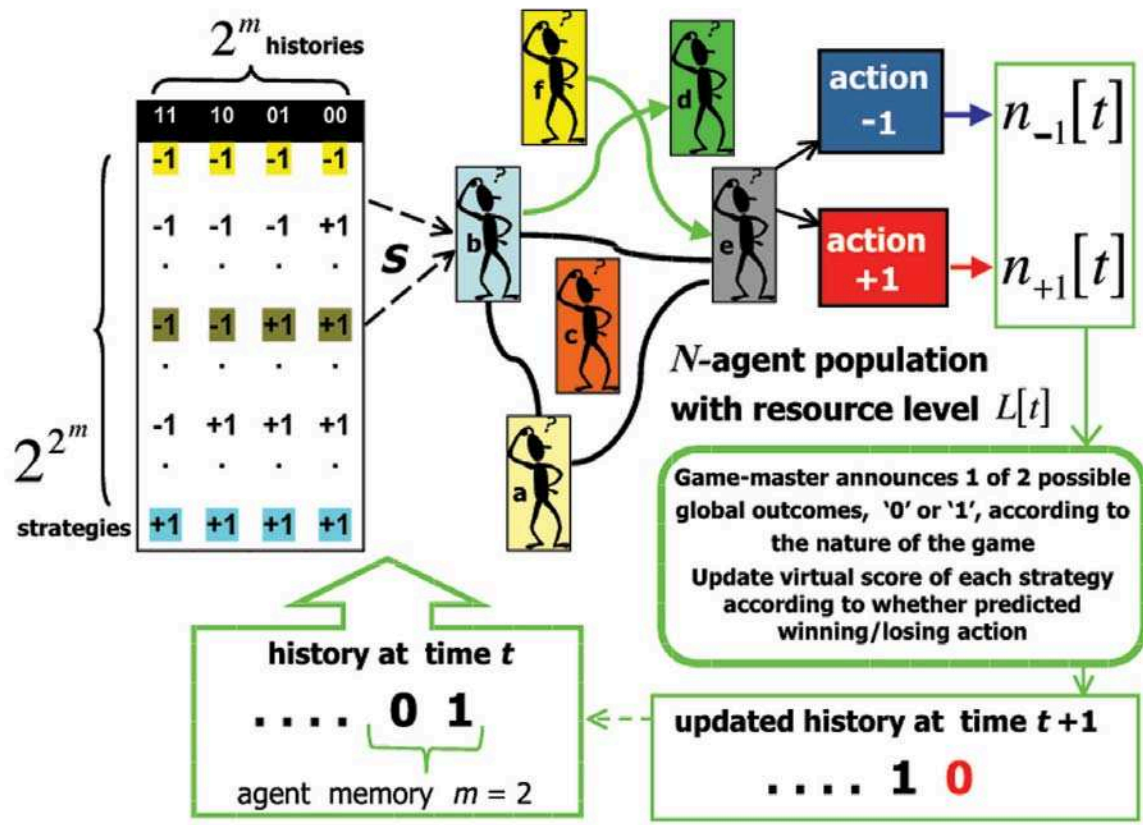 2^m histories
11 10 01 00
-1 -1 -1 -1
-1 -1 -1 +1
. . . .
-1 -1 +1 +1
. . . .
-1 +1 +1 +1
. . . .
+1 +1 +1 +1
2^{2^m}
strategies
S
? f
? d
? b
? e
? c
? a
action
-1
action
+1
n_{-1}[t]
n_{+1}[t]
N-agent population
with resource level L[t]
Game-master announces 1 of 2 possible
global outcomes, ‘0’ or ‘1’, according to
the nature of the game
Update virtual score of each strategy
according to whether predicted
winning/losing action
history at time t
. . . . 0 1
agent memory m = 2
updated history at time t +1
. . . . 1 0